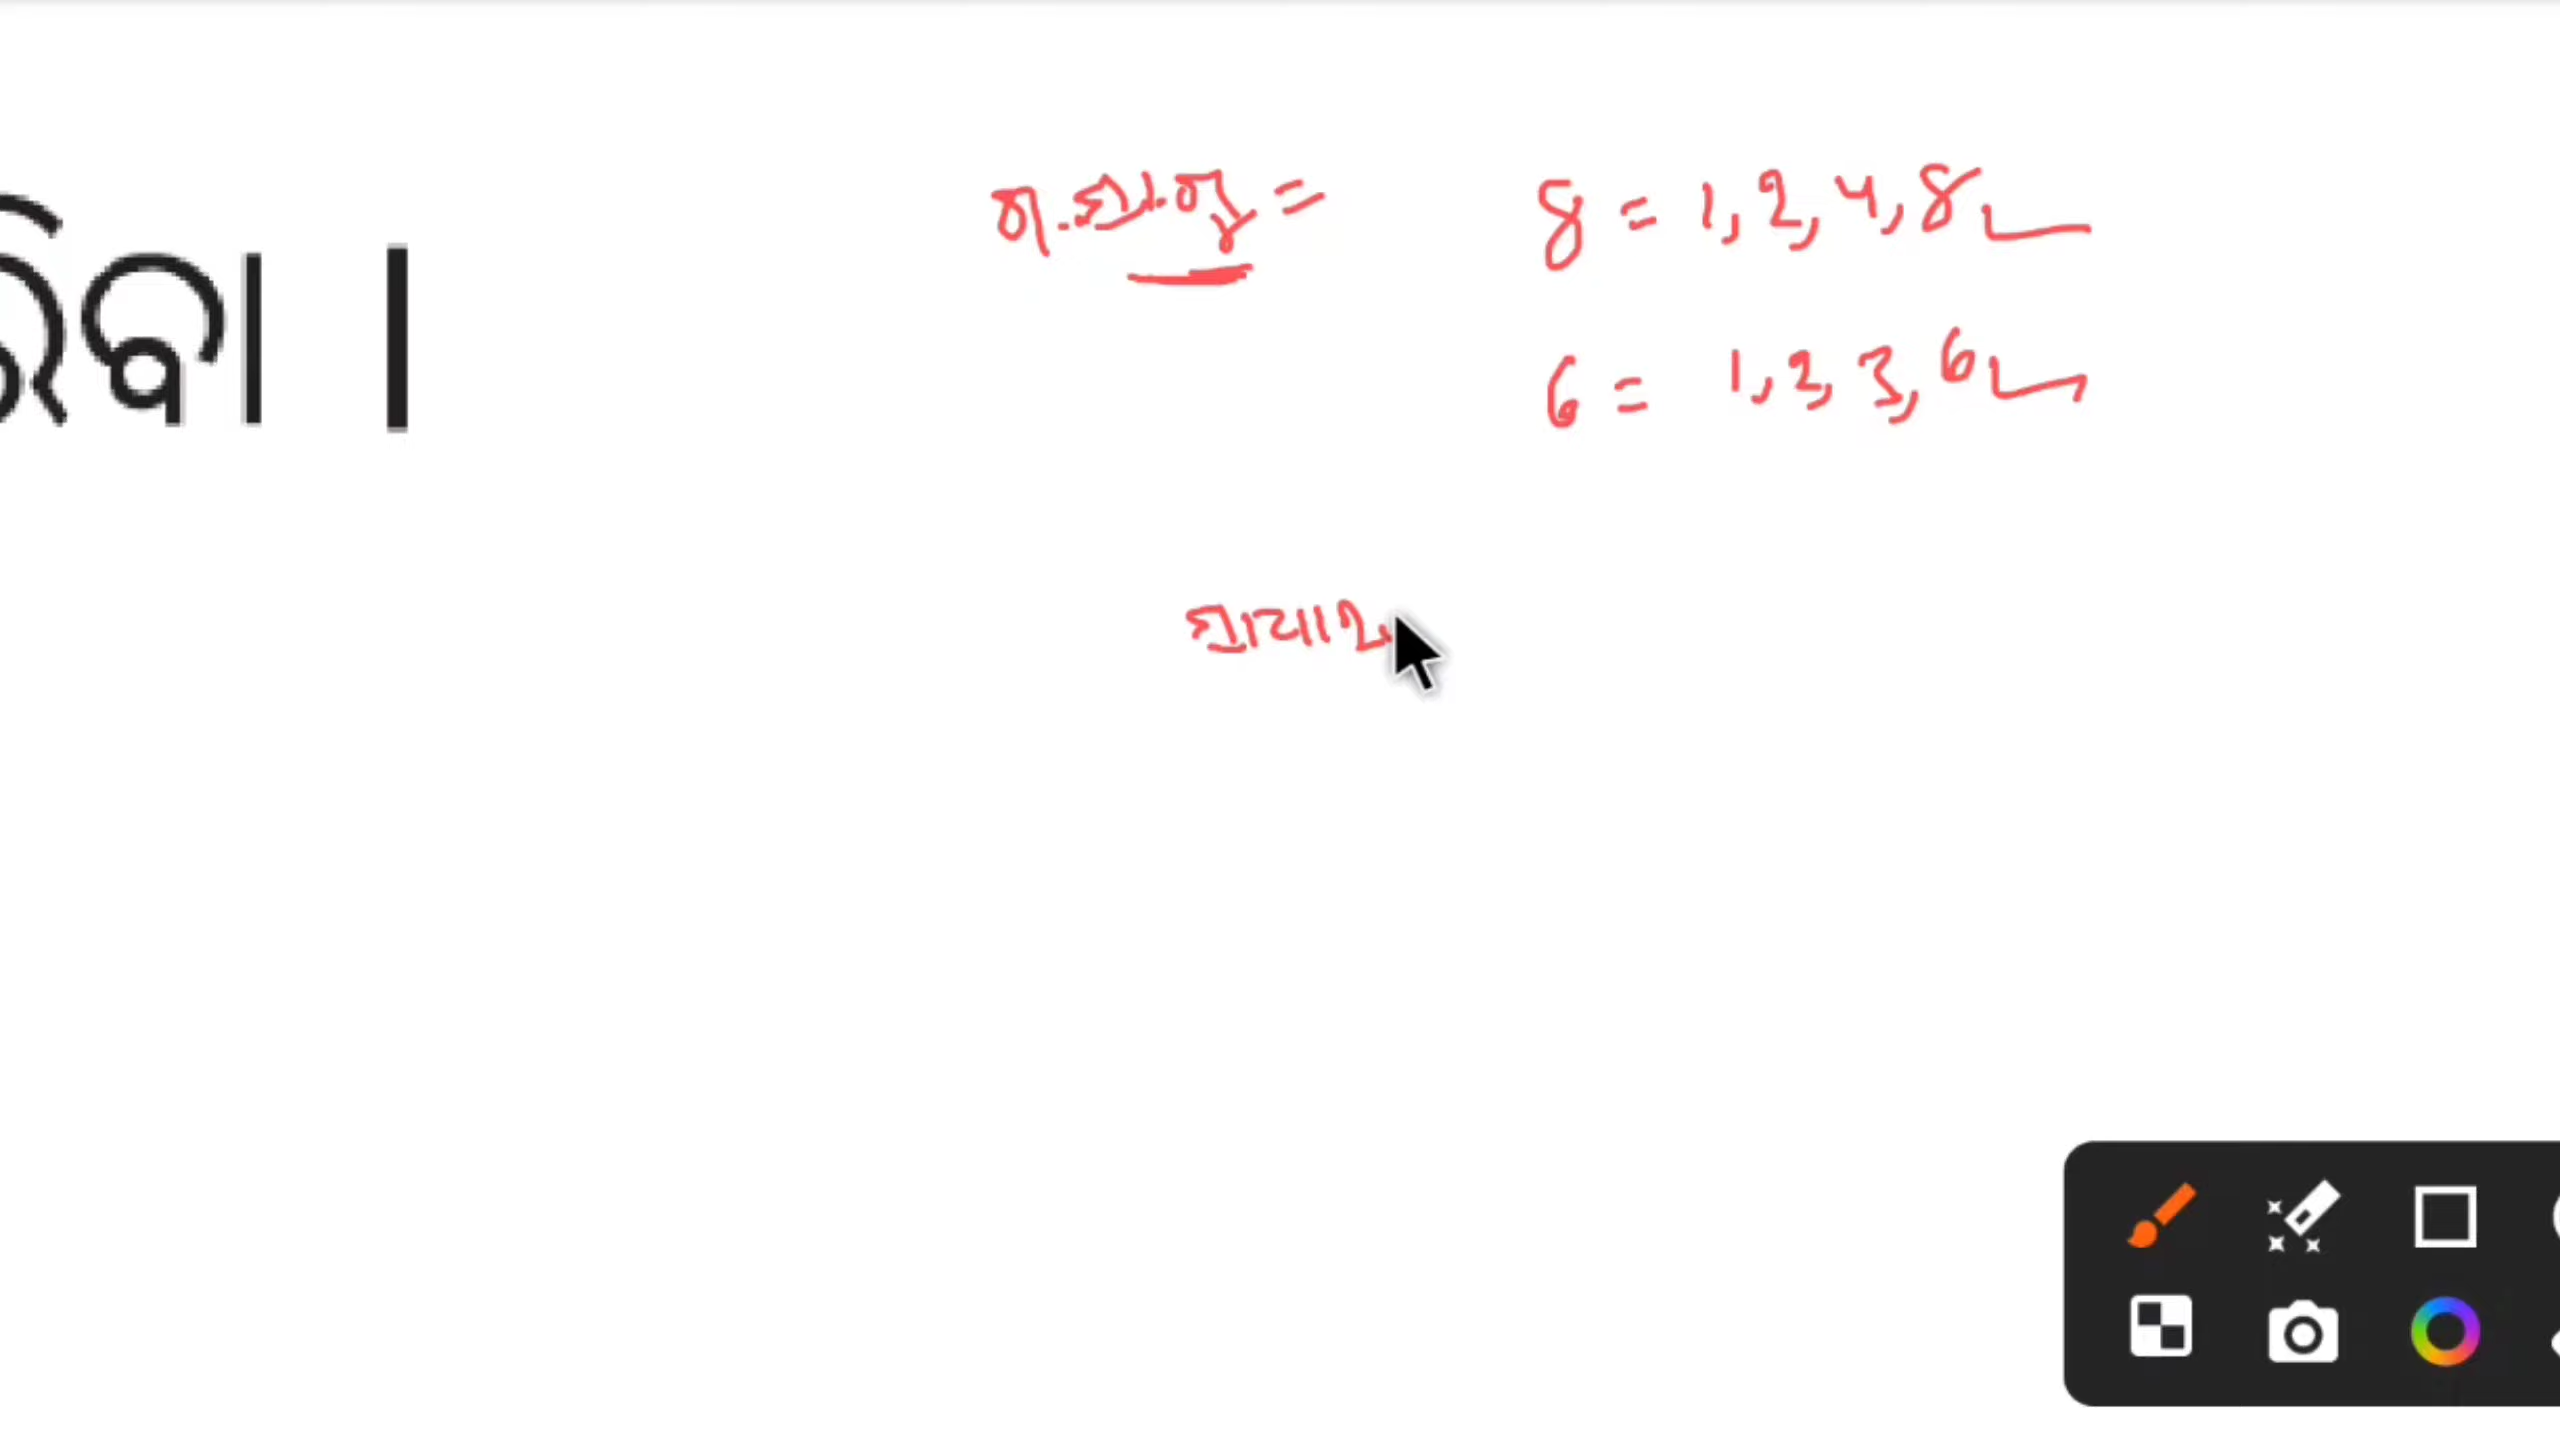 ଗ.ସା.ଗୁ = 8 = 1, 2, 4, 8
ିବା ।
6 = 1, 2, 3, 6